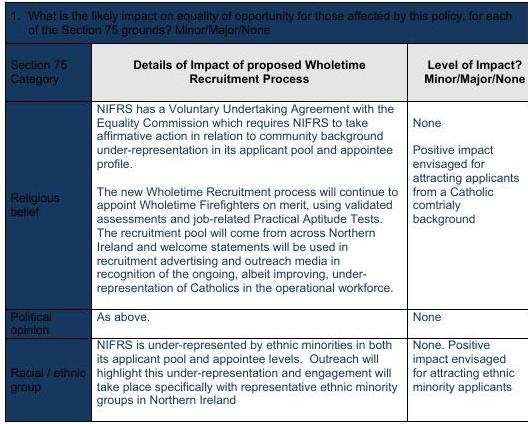 1. What is the likely impact on equality of opportunity for those affected by this policy, for each
of the Section 75 grounds? Minor/Major/None
Section 75
Category
Details of Impact of proposed Wholetime
Recruitment Process
Level of Impact?
Minor/Major/None
Religious
belief
NIFRS has a Voluntary Undertaking Agreement with the
Equality Commission which requires NIFRS to take
affirmative action in relation to community background
under-representation in its applicant pool and appointee
profile.
The new Wholetime Recruitment process will continue to
appoint Wholetime Firefighters on merit, using validated
assessments and job-related Practical Aptitude Tests.
The recruitment pool will come from across Northern
Ireland and welcome statements will be used in
recruitment advertising and outreach media in
recognition of the ongoing, albeit improving, under-
representation of Catholics in the operational workforce.
None
Positive impact
envisaged for
attracting applicants
from a Catholic
comtrialy
background
Political
opinion
As above.
None
Racial / ethnic
group
NIFRS is under-represented by ethnic minorities in both
its applicant pool and appointee levels.  Outreach will
highlight this under-representation and engagement will
take place specifically with representative ethnic minority
groups in Northern Ireland
None. Positive
impact envisaged
for attracting ethnic
minority applicants